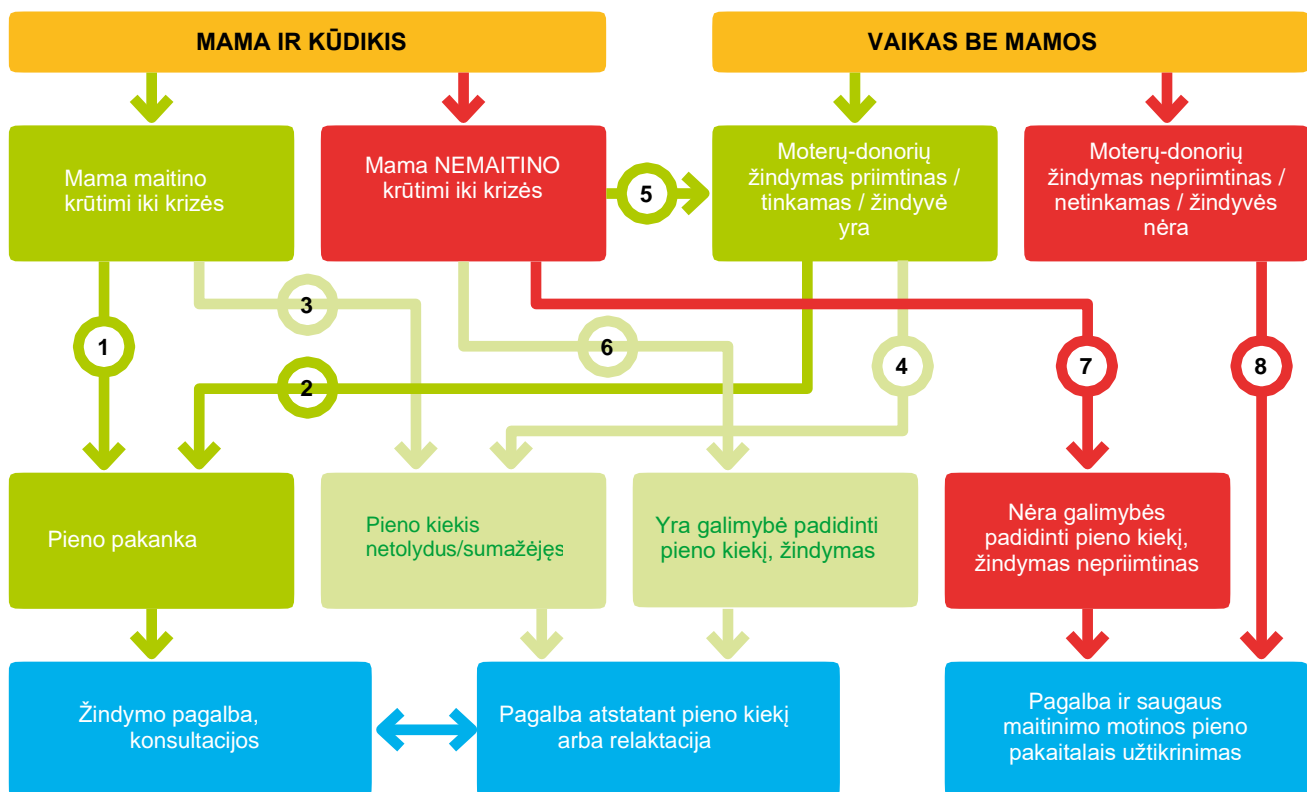 MAMA IR KŪDIKIS
VAIKAS BE MAMOS
Mama maitino
krūtimi iki krizės
Mama NEMAITINO
krūtimi iki krizės
5
Moterų-donorių
žindymas priimtinas /
tinkamas / žindyvė
yra
Moterų-donorių
žindymas nepriimtinas /
netinkamas / žindyvės
nėra
3
1
6
4
7
8
2
Pieno pakanka
Pieno kiekis
netolydus/sumažėjęs
Yra galimybė padidinti
pieno kiekį, žindymas
Nėra galimybės
padidinti pieno kiekį,
žindymas nepriimtinas
Žindymo pagalba,
konsultacijos
Pagalba atstatant pieno kiekį
arba relaktacija
Pagalba ir saugaus
maitinimo motinos pieno
pakaitalais užtikrinimas